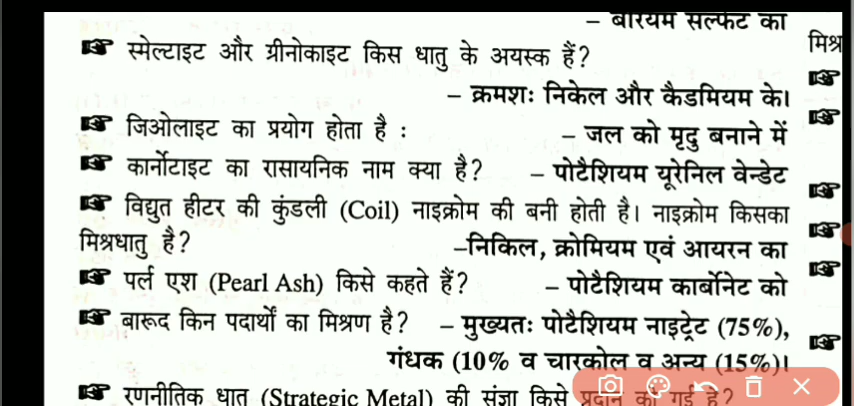 – बेरियम सल्फेट का
मिश्र
☞ स्मेल्टाइट और ग्रीनोकाइट किस धातु के अयस्क हैं?
– क्रमशः निकेल और कैडमियम के।
☞ जिओलाइट का प्रयोग होता है : – जल को मृदु बनाने में
☞ कार्नोटाइट का रासायनिक नाम क्या है? – पोटैशियम यूरेनिल वेन्डेट
☞ विद्युत हीटर की कुंडली (Coil) नाइक्रोम की बनी होती है। नाइक्रोम किसका
मिश्रधातु है? –निकिल, क्रोमियम एवं आयरन का
☞ पर्ल एश (Pearl Ash) किसे कहते हैं? – पोटैशियम कार्बोनेट को
☞ बारूद किन पदार्थों का मिश्रण है? – मुख्यतः पोटैशियम नाइट्रेट (75%),
गंधक (10% व चारकोल व अन्य (15%)।
☞ रणनीतिक धातु (Strategic Metal) की संज्ञा किसे प्रदान की गई है?